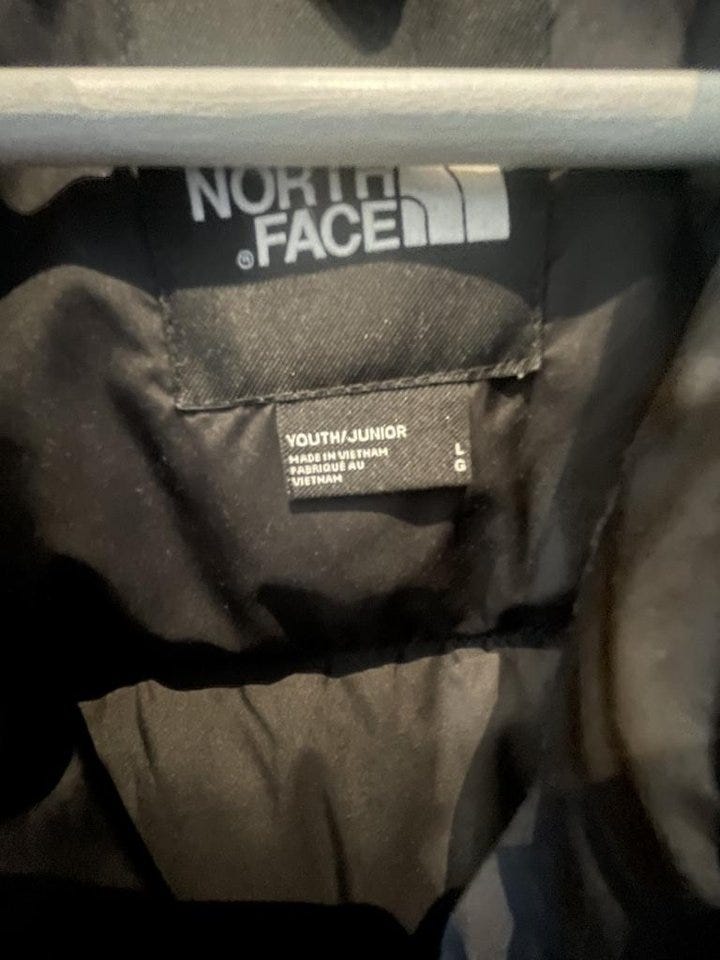 NORTH
FACE®
YOUTH/JUNIOR
MADE IN VIETNAM
FABRIQUÉ AU
VIETNAM
L
G